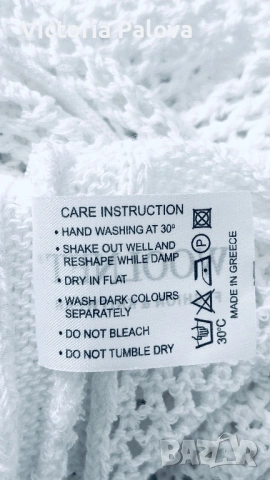 victoria Palova
CARE INSTRUCTION
• HAND WASHING AT 30º
• SHAKE OUT WELL AND
RESHAPE WHILE DAMP
• DRY IN FLAT
• WASH DARK COLOURS
SEPARATELY
• DO NOT BLEACH
• DO NOT TUMBLE DRY
P
30°C
MADE IN GREECE
BAZAR